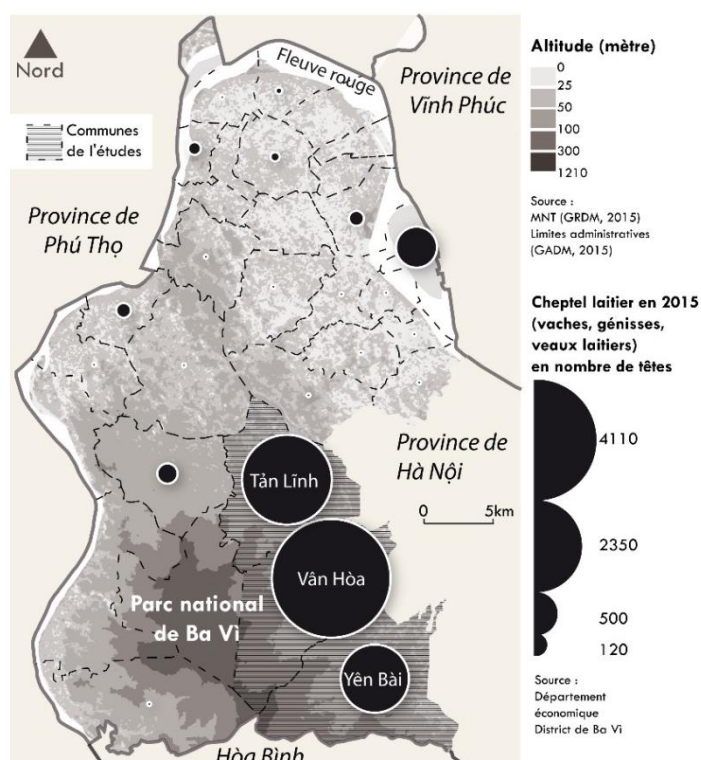 Nord
Communes
de l'études
Fleuve rouge
Province de
Vĩnh Phúc
Province de
Phú Thọ
Province de
Hà Nội
0 5km
Tản Lĩnh
Vân Hòa
Yên Bài
Parc national
de Ba Vì
Hòa Bình
Altitude (mètre)
0
25
50
100
300
1210
Source :
MNT (GRDM, 2015)
Limites administratives
(GADM, 2015)
Cheptel laitier en 2015
(vaches, génisses,
veaux laitiers)
en nombre de têtes
4110
2350
500
120
Source :
Département
économique
District de Ba Vì